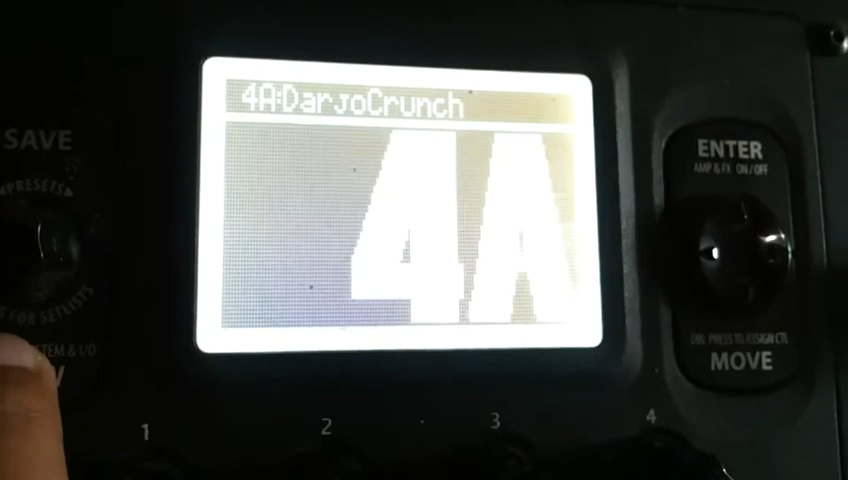 4A:DarjoCrunch
4A
SAVE
◄PRESETS►
S FOR SETLISTS
TEM & I/O
ENTER
AMP & FX ON/OFF
DBL PRESS TO ASSIGN CTL
MOVE
1 2 3 4